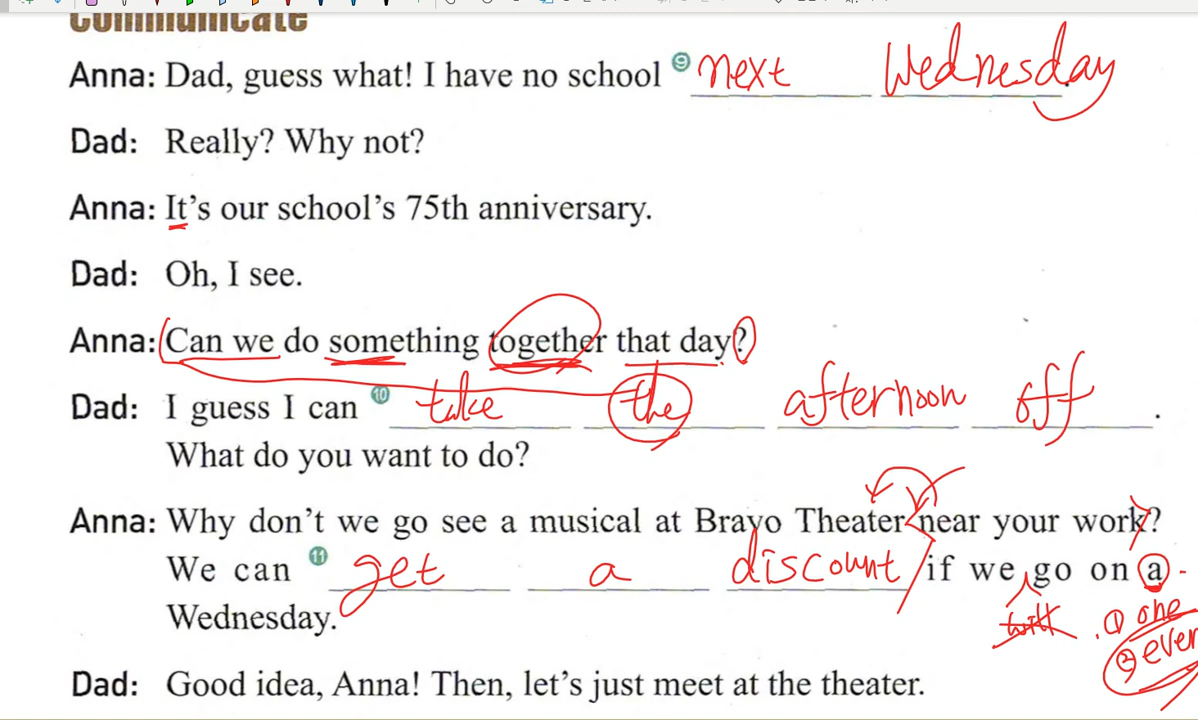 Communicate
Anna: Dad, guess what! I have no school ⑨ next Wednesday.
Dad: Really? Why not?
Anna: It's our school's 75th anniversary.
Dad: Oh, I see.
Anna: Can we do something together that day?
Dad: I guess I can ⑩ take the afternoon off.
What do you want to do?
Anna: Why don't we go see a musical at Bravo Theater near your work?
We can ⑪ get a discount if we go on a
Wednesday.
will ① one
② ever
Dad: Good idea, Anna! Then, let's just meet at the theater.